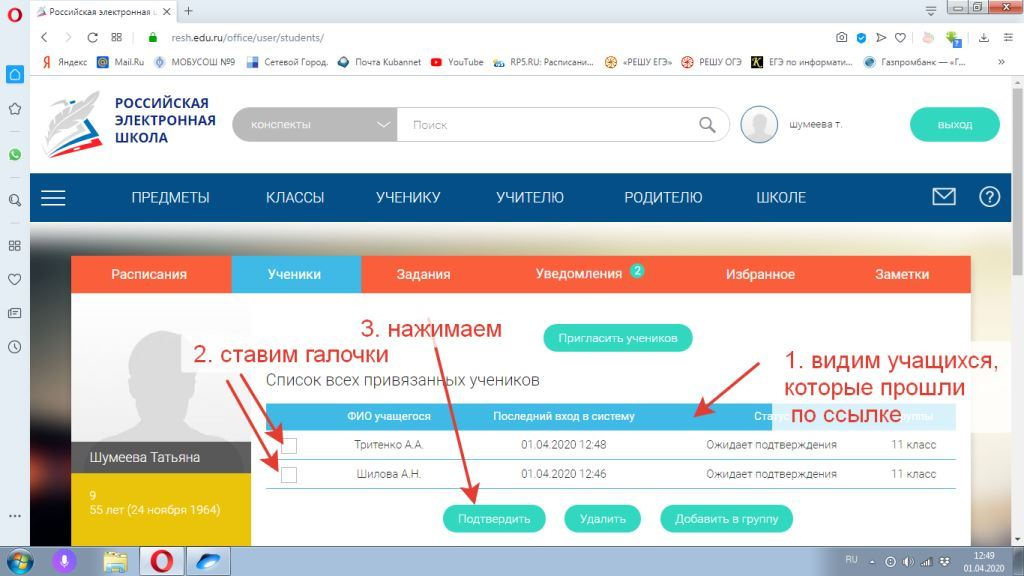 Российская электронная ш
resh.edu.ru/office/user/students/
Яндекс Mail.Ru МОБУСОШ №9 Сетевой Город. Почта Kubannet YouTube RP5.RU: Расписани... «РЕШУ ЕГЭ» РЕШУ ОГЭ ЕГЭ по информати... Газпромбанк — «Г... »
РОССИЙСКАЯ
ЭЛЕКТРОННАЯ
ШКОЛА
конспекты Поиск шумеева т. выход
ПРЕДМЕТЫ КЛАССЫ УЧЕНИКУ УЧИТЕЛЮ РОДИТЕЛЮ ШКОЛЕ
Расписания Ученики Задания Уведомления 2 Избранное Заметки
3. нажимаем
Пригласить учеников
2. ставим галочки
1. видим учащихся,
которые прошли
по ссылке
Список всех привязанных учеников
ФИО учащегося Последний вход в систему
Тритенко А.А. 01.04.2020 12:48 Ожидает подтверждения 11 класс
Шилова А.Н. 01.04.2020 12:46 Ожидает подтверждения 11 класс
Шумеева Татьяна
9
55 лет (24 ноября 1964)
Подтвердить Удалить Добавить в группу
RU 12:49
01.04.2020